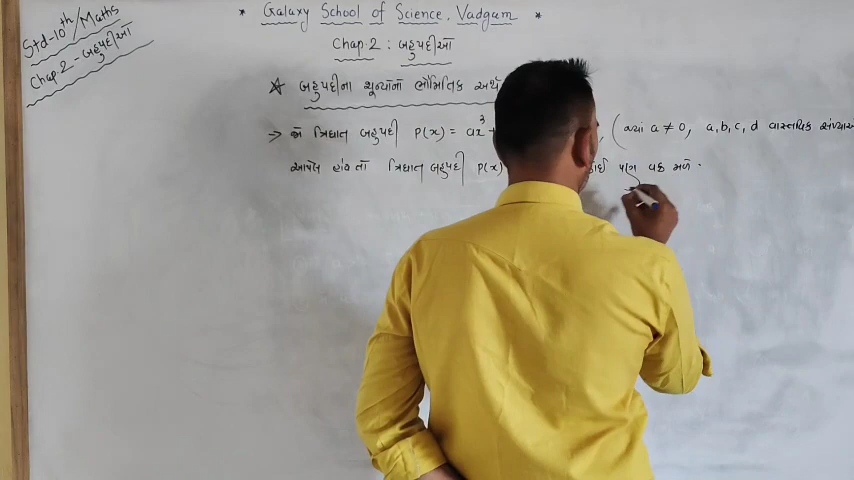 Std-10th/Maths
Chap.2 - બહુપદીઓ
* Galaxy School of Science, Vadgam *
Chap.2 : બહુપદીઓ
☆ બહુપદીના શૂન્યોનો ભૌમિતિક અર્થ
→ જો ત્રિઘાત બહુપદી P(x) = ax³ + , (જ્યાં a ≠ 0, a, b, c, d વાસ્તવિક સંખ્યાઓ
આપેલ હોય તો ત્રિઘાત બહુપદી P(x) કોઈ પણ વક્ર મળે.